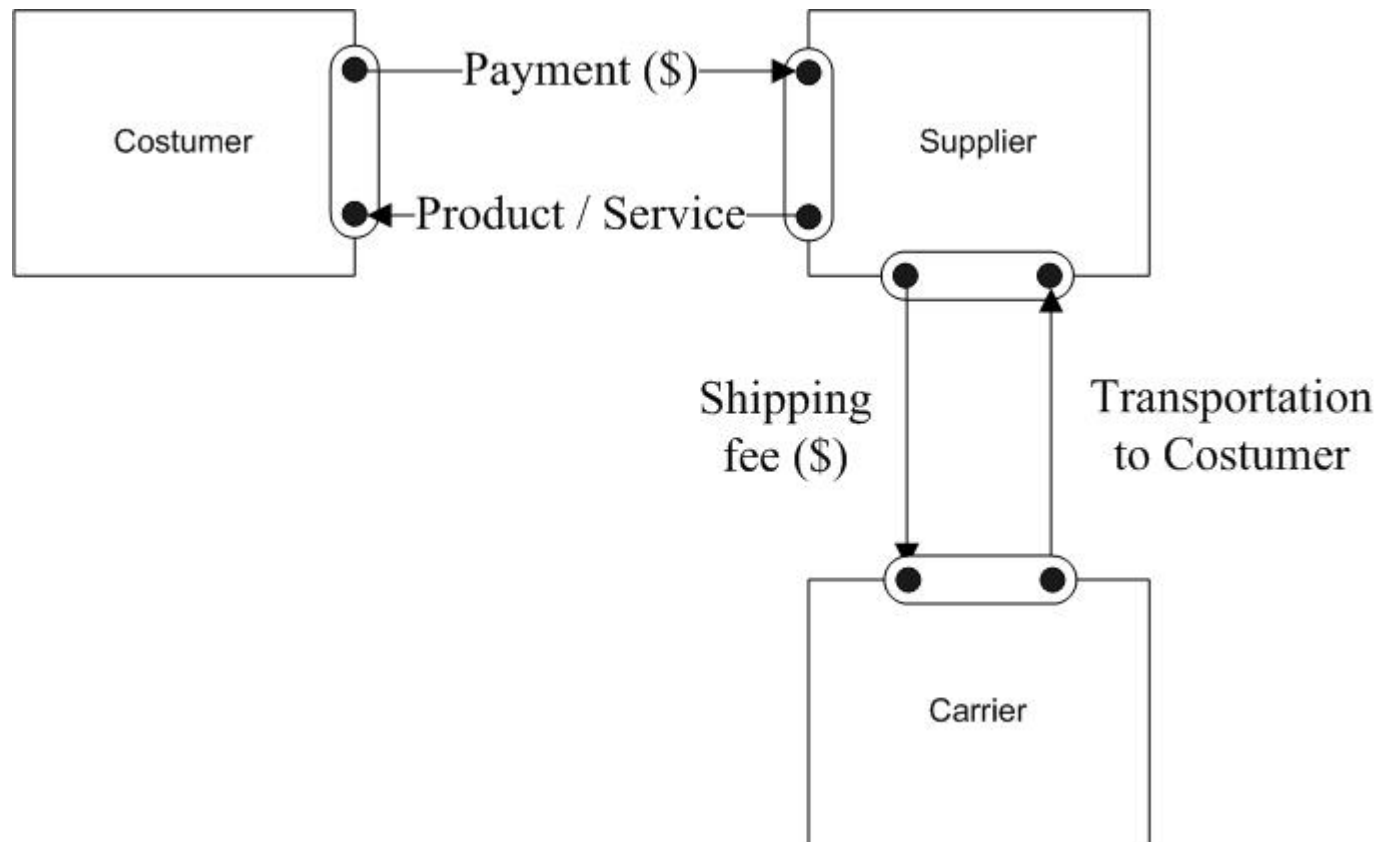 Costumer
Payment ($)
Product / Service
Supplier
Shipping
fee ($)
Transportation
to Costumer
Carrier